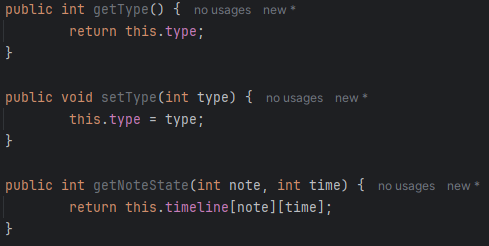 public int getType() { no usages new *
return this.type;
}
public void setType(int type) { no usages new *
this.type = type;
}
public int getNoteState(int note, int time) { no usages new *
return this.timeline[note][time];
}